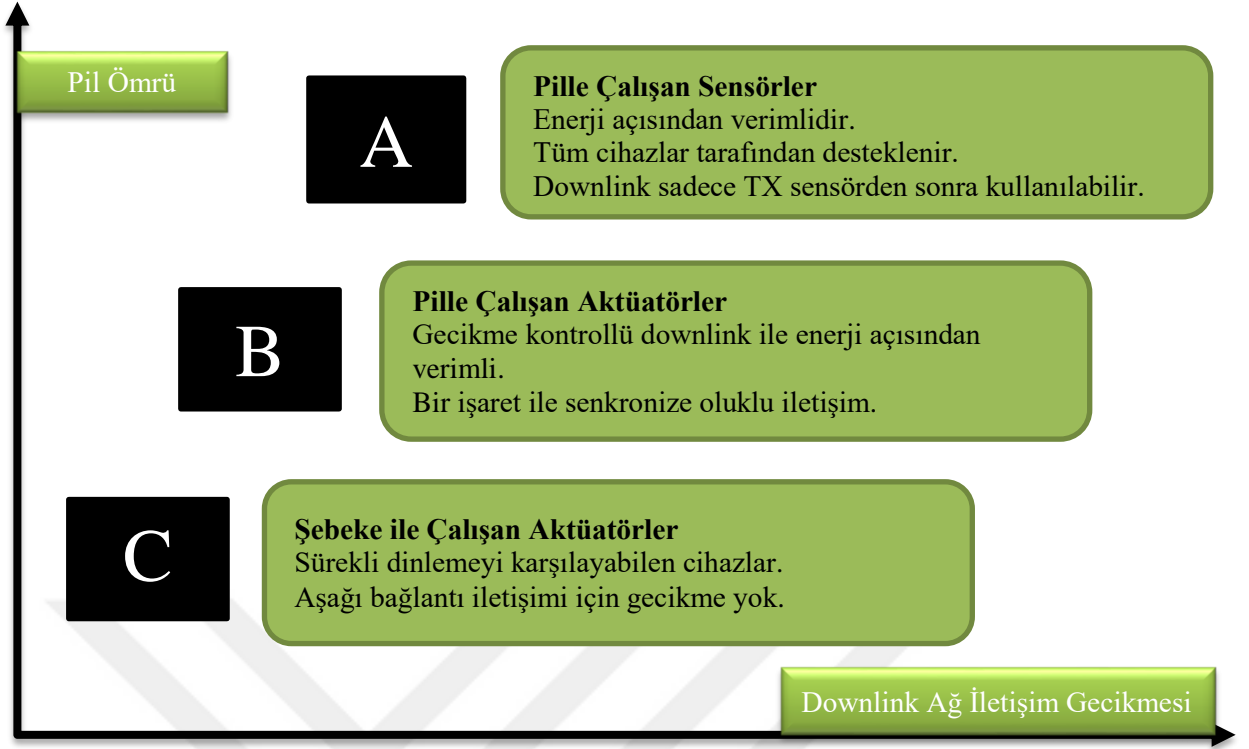 Pil Ömrü
A
Pille Çalışan Sensörler
Enerji açısından verimlidir.
Tüm cihazlar tarafından desteklenir.
Downlink sadece TX sensörden sonra kullanılabilir.
B
Pille Çalışan Aktüatörler
Gecikme kontrollü downlink ile enerji açısından
verimli.
Bir işaret ile senkronize oluklu iletişim.
C
Şebeke ile Çalışan Aktüatörler
Sürekli dinlemeyi karşılayabilen cihazlar.
Aşağı bağlantı iletişimi için gecikme yok.
Downlink Ağ İletişim Gecikmesi